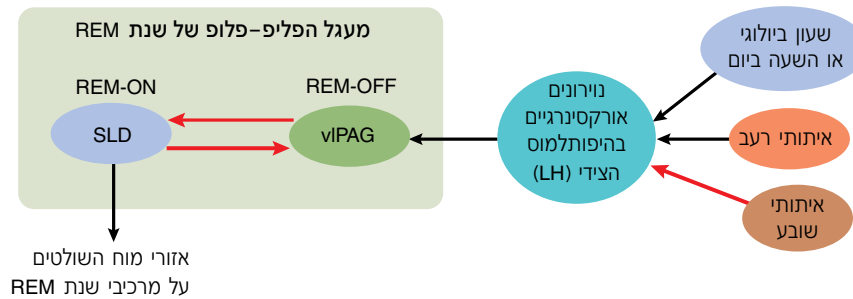 מעגל הפליפ-פלופ של שנת REM
שעון ביולוגי
או השעה ביום
REM-OFF
REM-ON
נוירונים
אורקסינרגיים
בהיפותלמוס
הצידי (LH)
vlPAG
SLD
איתותי רעב
איתותי
שובע
אזורי מוח השולטים
על מרכיבי שנת REM